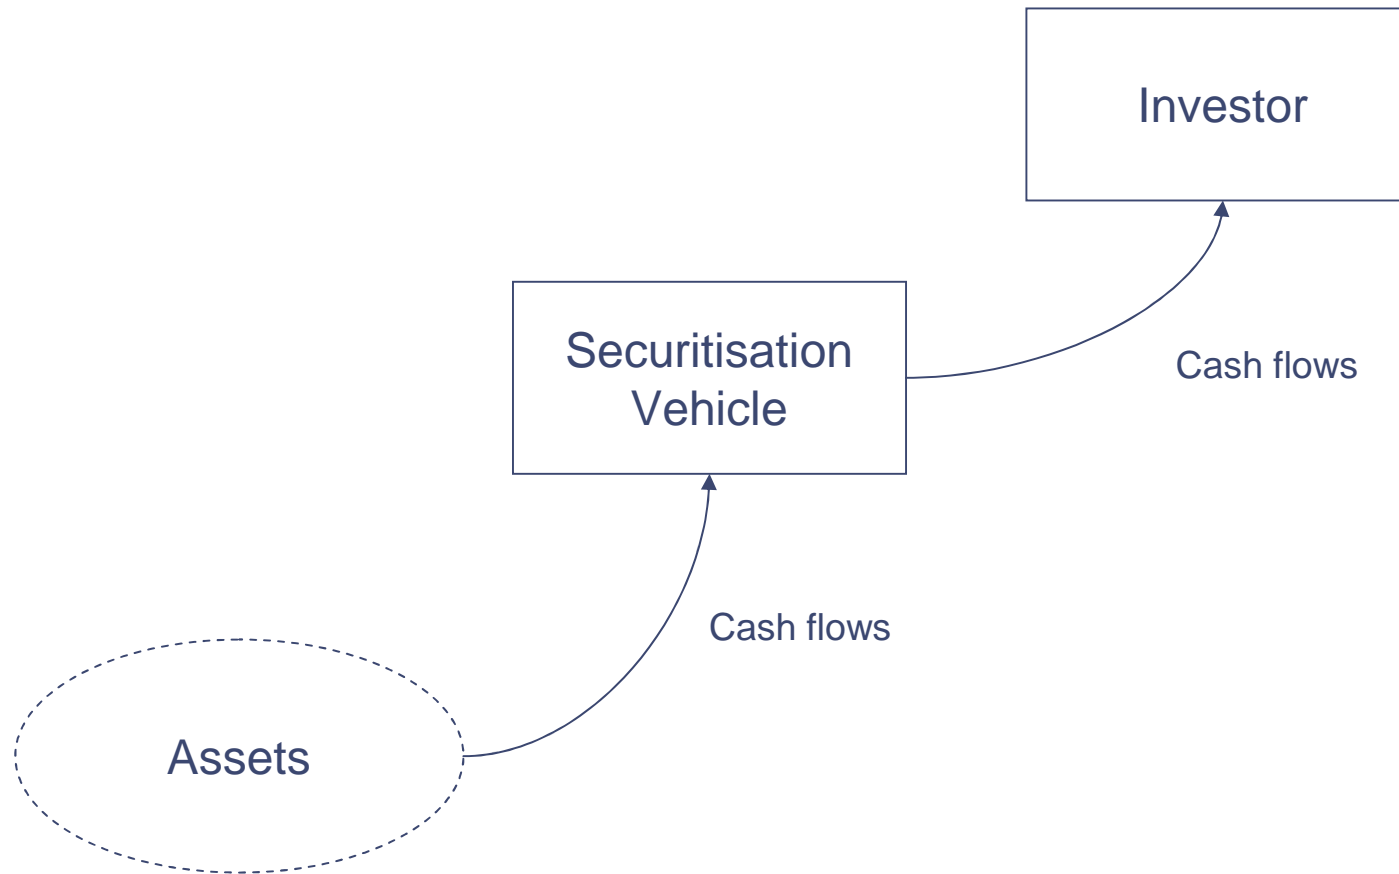 Investor
Securitisation
Vehicle
Cash flows
Cash flows
Assets